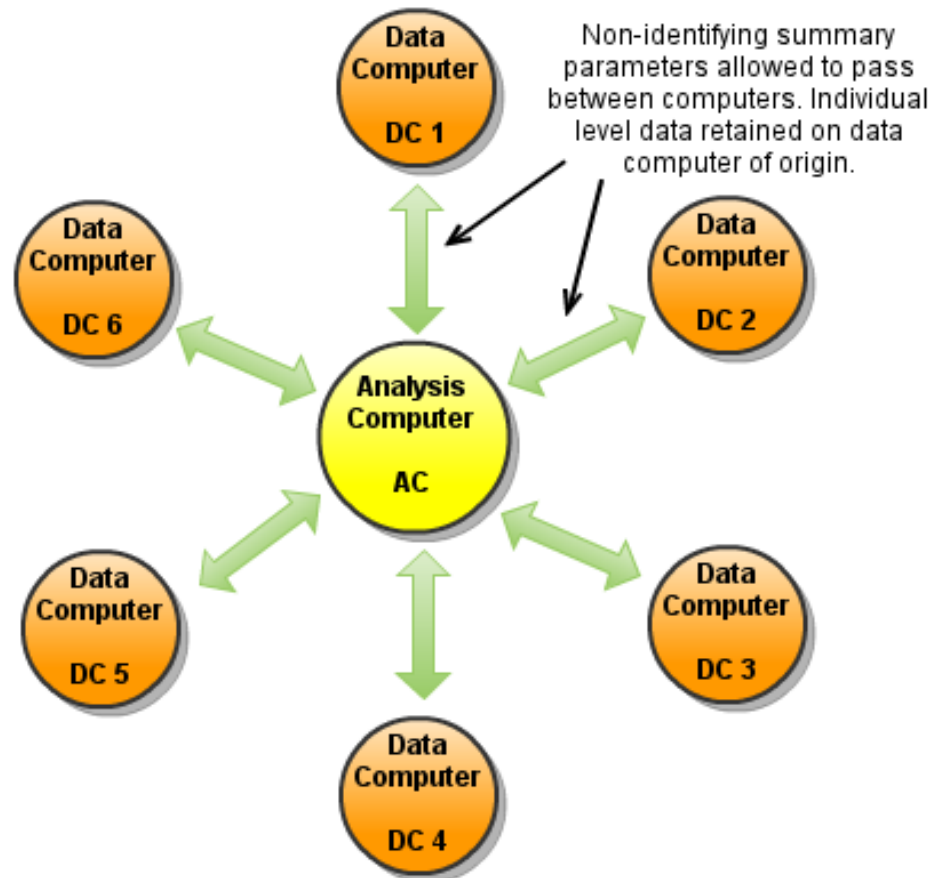 Data
Computer
DC 1
Non-identifying summary
parameters allowed to pass
between computers. Individual
level data retained on data
computer of origin.
Data
Computer
DC 6
Data
Computer
DC 2
Analysis
Computer
AC
Data
Computer
DC 5
Data
Computer
DC 3
Data
Computer
DC 4